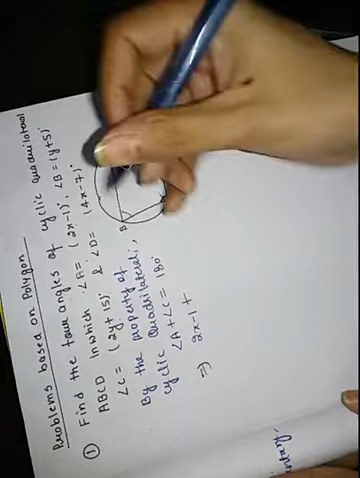 Problems based on Polygon
① Find the four angles of cyclic quadrilateral
ABCD in which ∠A = (2x-1)°, ∠B = (y+5)°
∠C = (2y+15)° & ∠D = (4x-7)°
By the property of
cyclic Quadrilateral;,
∠A+∠C = 180°
⇒ 2x-1+
B
entary.